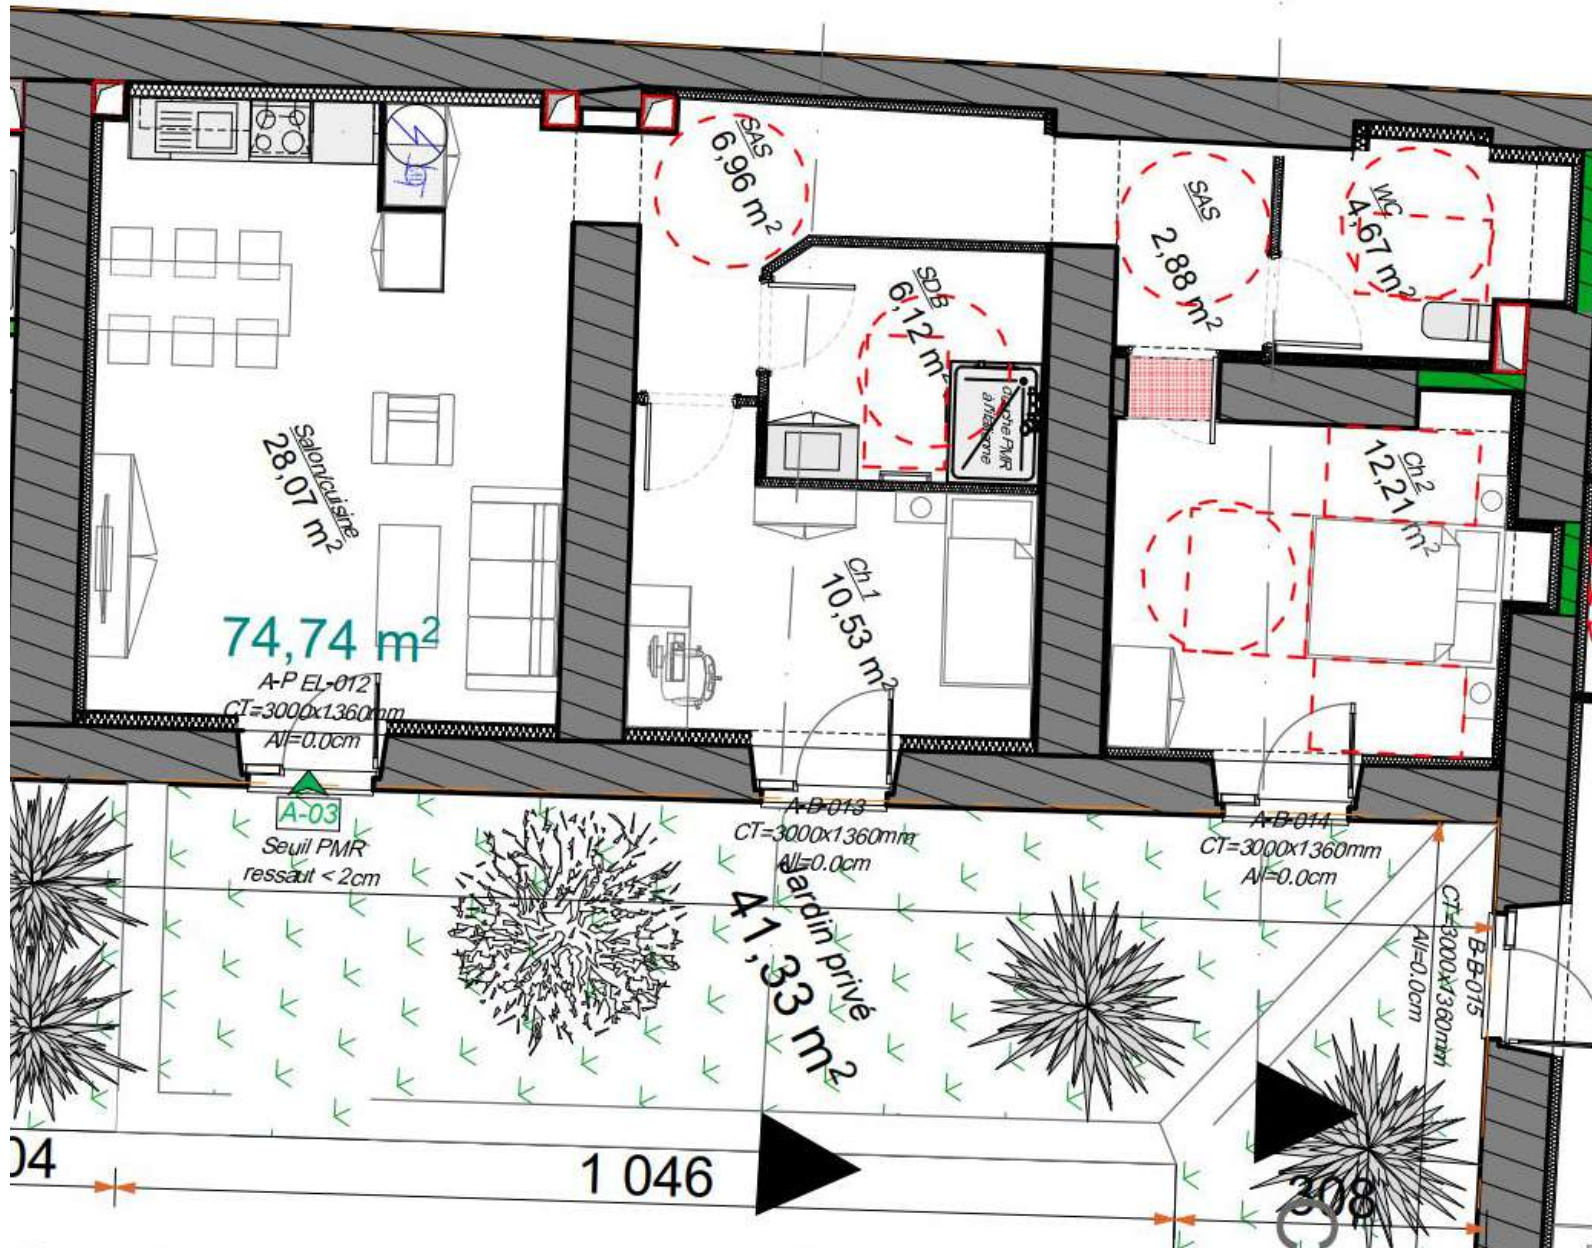 SAS
6,96 m²
SAS
2,88 m²
WC
4,67 m²
SDB
6,12 m²
douche PMR
à l'italienne
Salon/cuisine
28,07 m²
Ch 2
12,21 m²
Ch 1
10,53 m²
74,74 m²
A-P EL-012
CT=3000x1360mm
All=0.0cm
A-03
Seuil PMR
ressaut < 2cm
A-B-013
CT=3000x1360mm
All=0.0cm
A-B-014
CT=3000x1360mm
All=0.0cm
Jardin privé
41,33 m²
B-B-015
CT=3000x1360mm
All=0.0cm
04
1 046
308